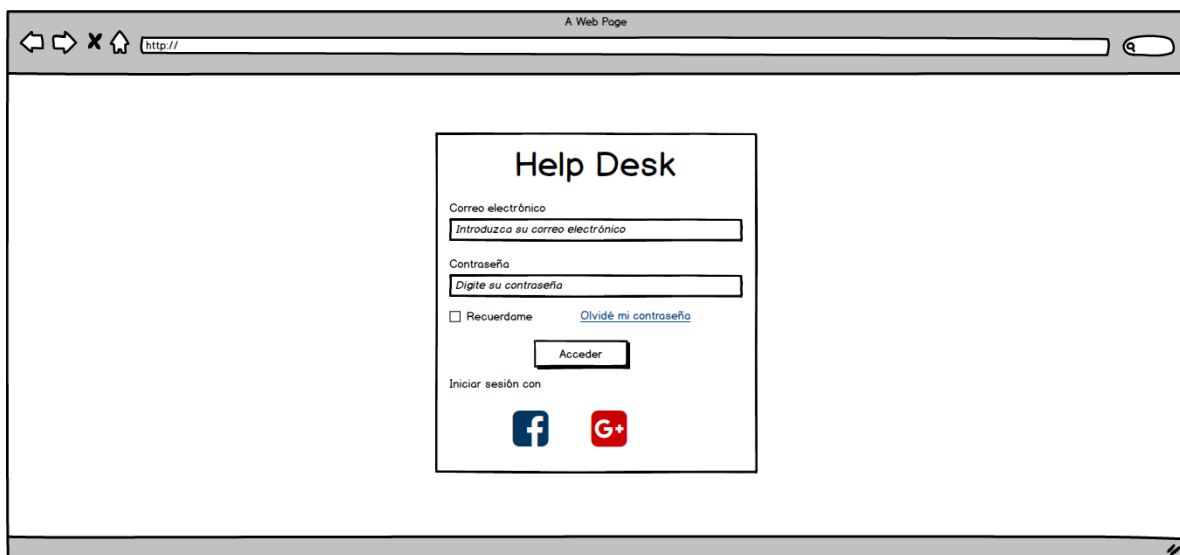 A Web Page
http://
Help Desk
Correo electrónico
Introduzca su correo electrónico
Contraseña
Digite su contraseña
Recuerdame Olvidé mi contraseña
Acceder
Iniciar sesión con
f G+